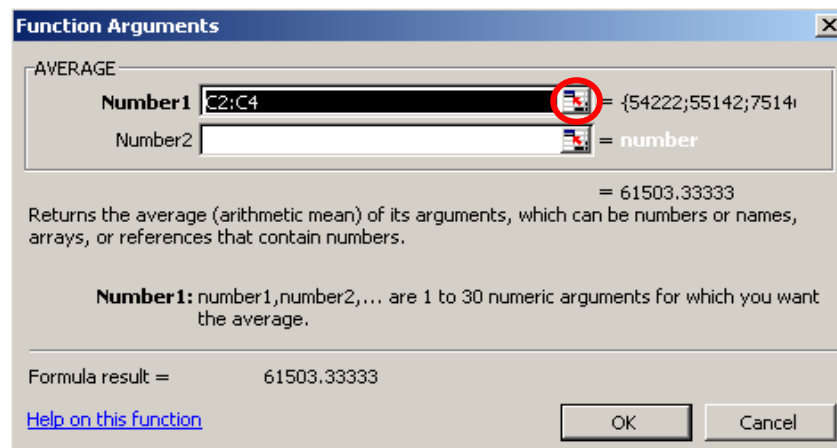 Function Arguments
AVERAGE
Number1 C2:C4 = {54222;55142;7514
Number2 = number
= 61503.33333
Returns the average (arithmetic mean) of its arguments, which can be numbers or names,
arrays, or references that contain numbers.
Number1: number1,number2,... are 1 to 30 numeric arguments for which you want
the average.
Formula result = 61503.33333
Help on this function
OK Cancel